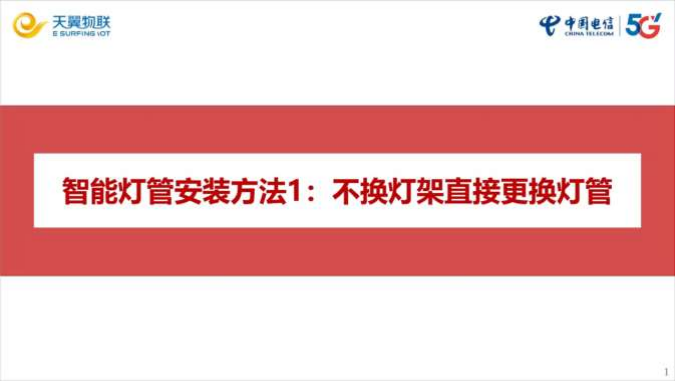 天翼物联
E SURFING IOT
中国电信
CHINA TELECOM
5G
智能灯管安装方法1：不换灯架直接更换灯管
1